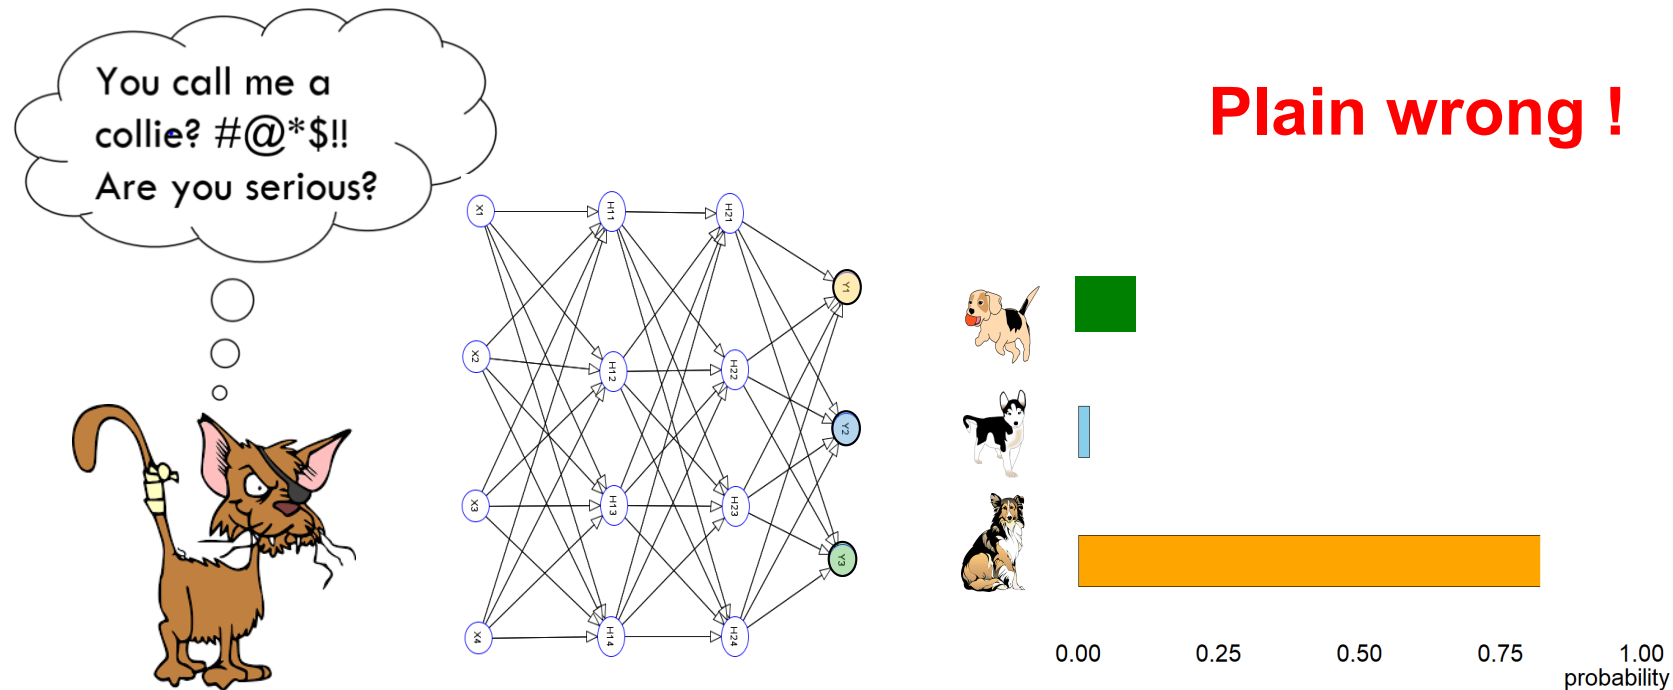 You call me a
collie? #@*$!!
Are you serious?
Plain wrong !
X1
H11
H21
Y1
X2
H12
H22
Y2
X3
H13
H23
Y3
X4
H14
H24
0.00 0.25 0.50 0.75 1.00
probability